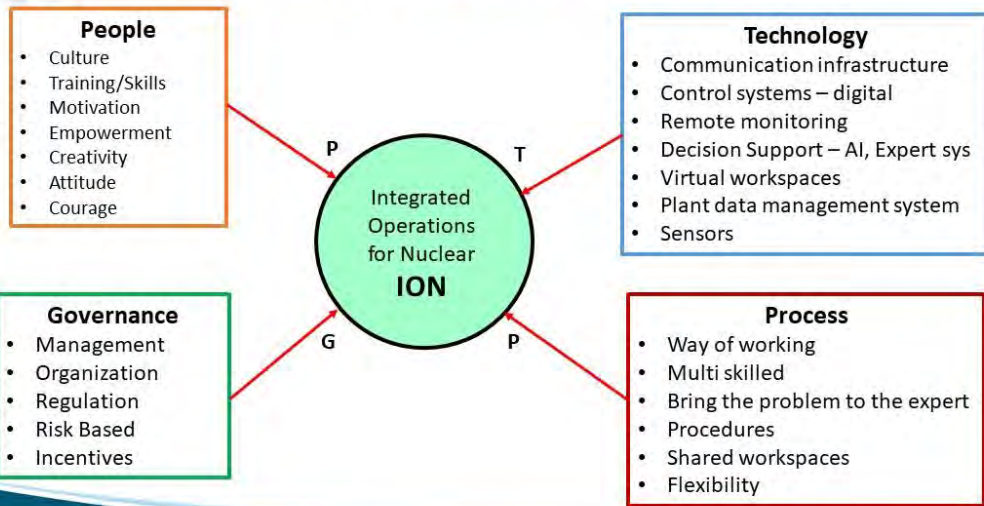 People
• Culture
• Training/Skills
• Motivation
• Empowerment
• Creativity
• Attitude
• Courage
Technology
• Communication infrastructure
• Control systems – digital
• Remote monitoring
• Decision Support – AI, Expert sys
• Virtual workspaces
• Plant data management system
• Sensors
P
T
Integrated
Operations
for Nuclear
ION
G
P
Governance
• Management
• Organization
• Regulation
• Risk Based
• Incentives
Process
• Way of working
• Multi skilled
• Bring the problem to the expert
• Procedures
• Shared workspaces
• Flexibility